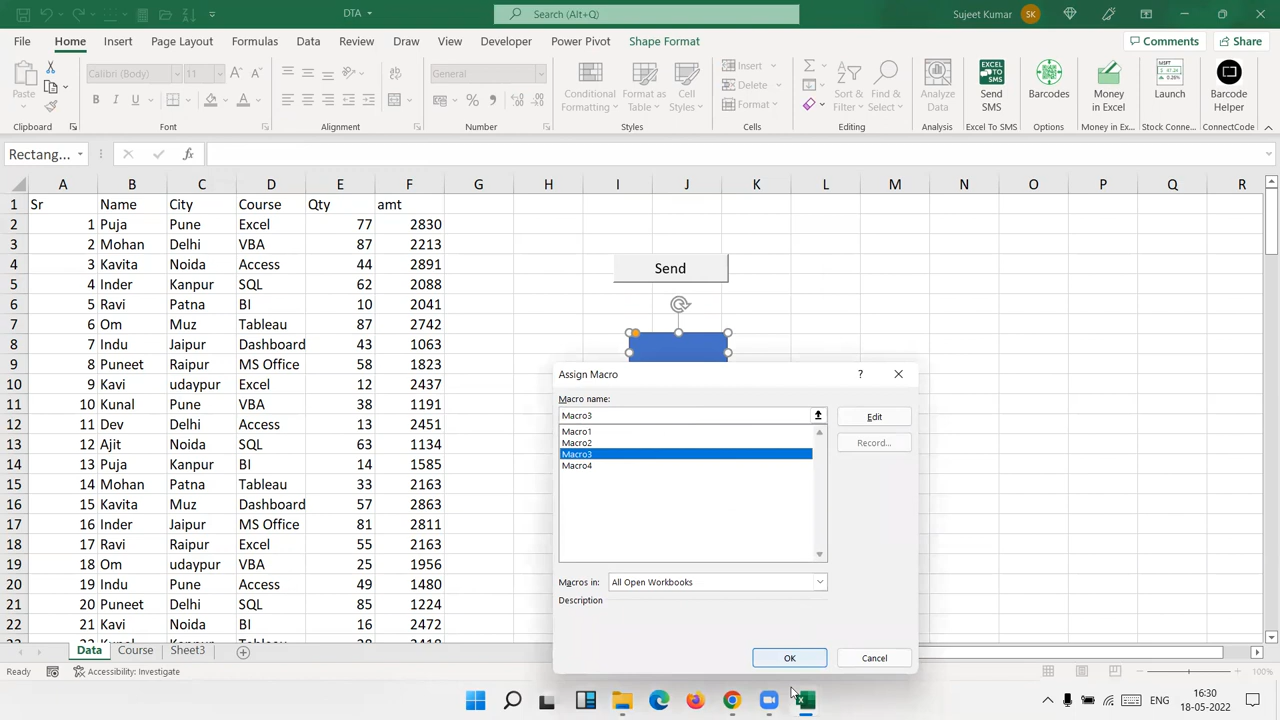 DTA
Search (Alt+Q)
Sujeet Kumar SK
File Home Insert Page Layout Formulas Data Review View Draw Developer Power Pivot Shape Format Comments Share
Paste
Calibri (Body) 11
General
Conditional Formatting
Format as Table
Cell Styles
Insert
Delete
Format
Sort & Filter
Find & Select
Analyze Data
Send SMS
Barcodes
Money in Excel
Launch
Barcode Helper
Clipboard Font Alignment Number Styles Cells Editing Analysis Excel To SMS Options Money in Ex... Stock Conne... ConnectCode
Rectang...
A B C D E F G H I J K L M N O P Q R
1 Sr Name City Course Qty amt
2 1 Puja Pune Excel 77 2830
3 2 Mohan Delhi VBA 87 2213
4 3 Kavita Noida Access 44 2891
5 4 Inder Kanpur SQL 62 2088
6 5 Ravi Patna BI 10 2041
7 6 Om Muz Tableau 87 2742
8 7 Indu Jaipur Dashboard 43 1063
9 8 Puneet Raipur MS Office 58 1823
10 9 Kavi udaypur Excel 12 2437
11 10 Kunal Pune VBA 38 1191
12 11 Dev Delhi Access 13 2451
13 12 Ajit Noida SQL 63 1134
14 13 Puja Kanpur BI 14 1585
15 14 Mohan Patna Tableau 33 2163
16 15 Kavita Muz Dashboard 57 2863
17 16 Inder Jaipur MS Office 81 2811
18 17 Ravi Raipur Excel 55 2163
19 18 Om udaypur VBA 25 1956
20 19 Indu Pune Access 49 1480
21 20 Puneet Delhi SQL 85 1224
22 21 Kavi Noida BI 16 2472
Send
Assign Macro
Macro name:
Macro3
Edit
Macro1
Macro2
Macro3
Macro4
Record...
Macros in: All Open Workbooks
Description
OK Cancel
Data Course Sheet3
Ready Accessibility: Investigate 100%
ENG 16:30
18-05-2022